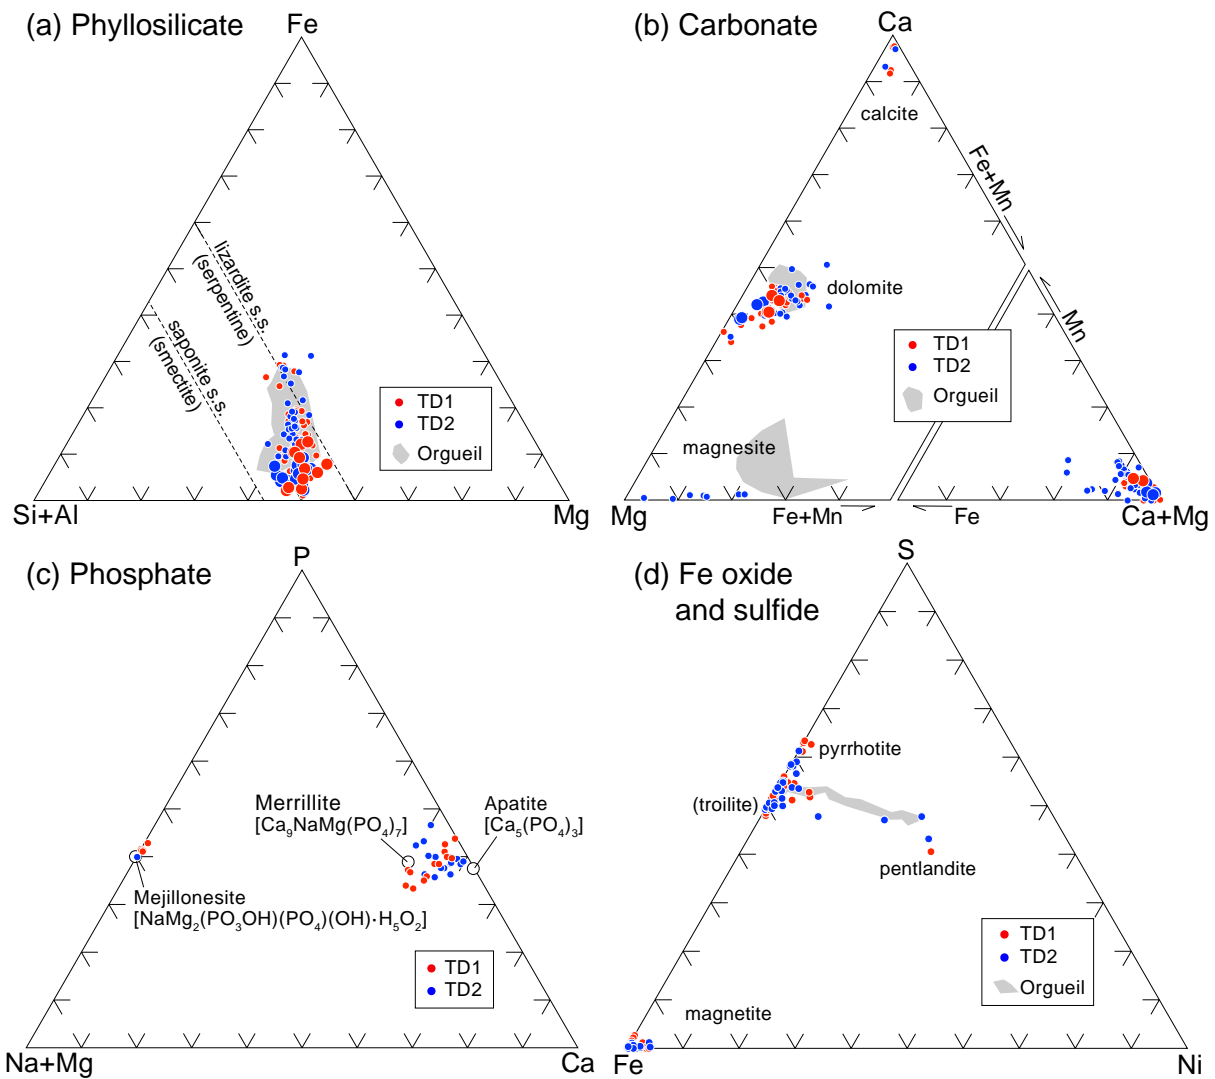 (a) Phyllosilicate
Fe
lizardite s.s.
(serpentine)
saponite s.s.
(smectite)
TD1
TD2
Orgueil
Si+Al
Mg
(b) Carbonate
Ca
calcite
Fe+Mn
dolomite
Mn
TD1
TD2
Orgueil
magnesite
Mg
Fe+Mn
Fe
Ca+Mg
(c) Phosphate
P
Merrillite
[Ca₉NaMg(PO₄)₇]
Apatite
[Ca₅(PO₄)₃]
Mejillonesite
[NaMg₂(PO₃OH)(PO₄)(OH)·H₅O₂]
TD1
TD2
Na+Mg
Ca
(d) Fe oxide
and sulfide
S
pyrrhotite
(troilite)
pentlandite
TD1
TD2
Orgueil
magnetite
Fe
Ni